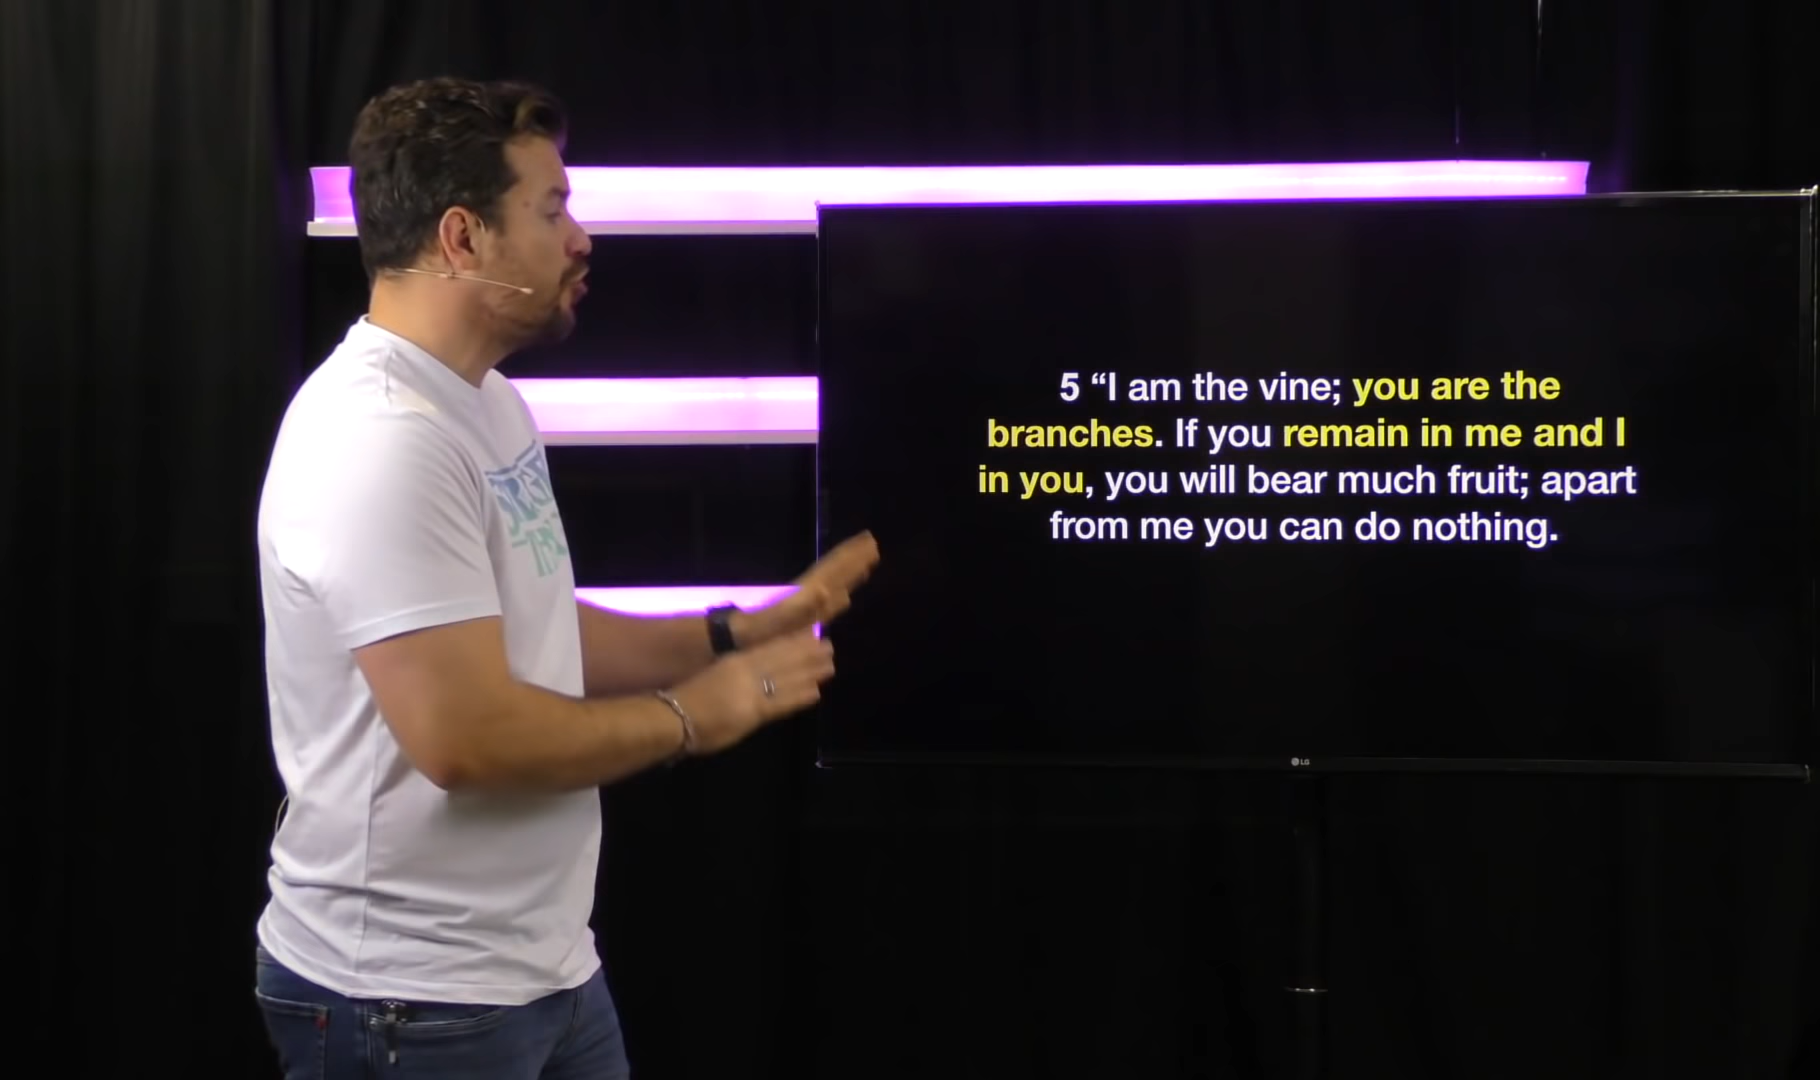 5 “I am the vine; you are the
branches. If you remain in me and I
in you, you will bear much fruit; apart
from me you can do nothing.
LG